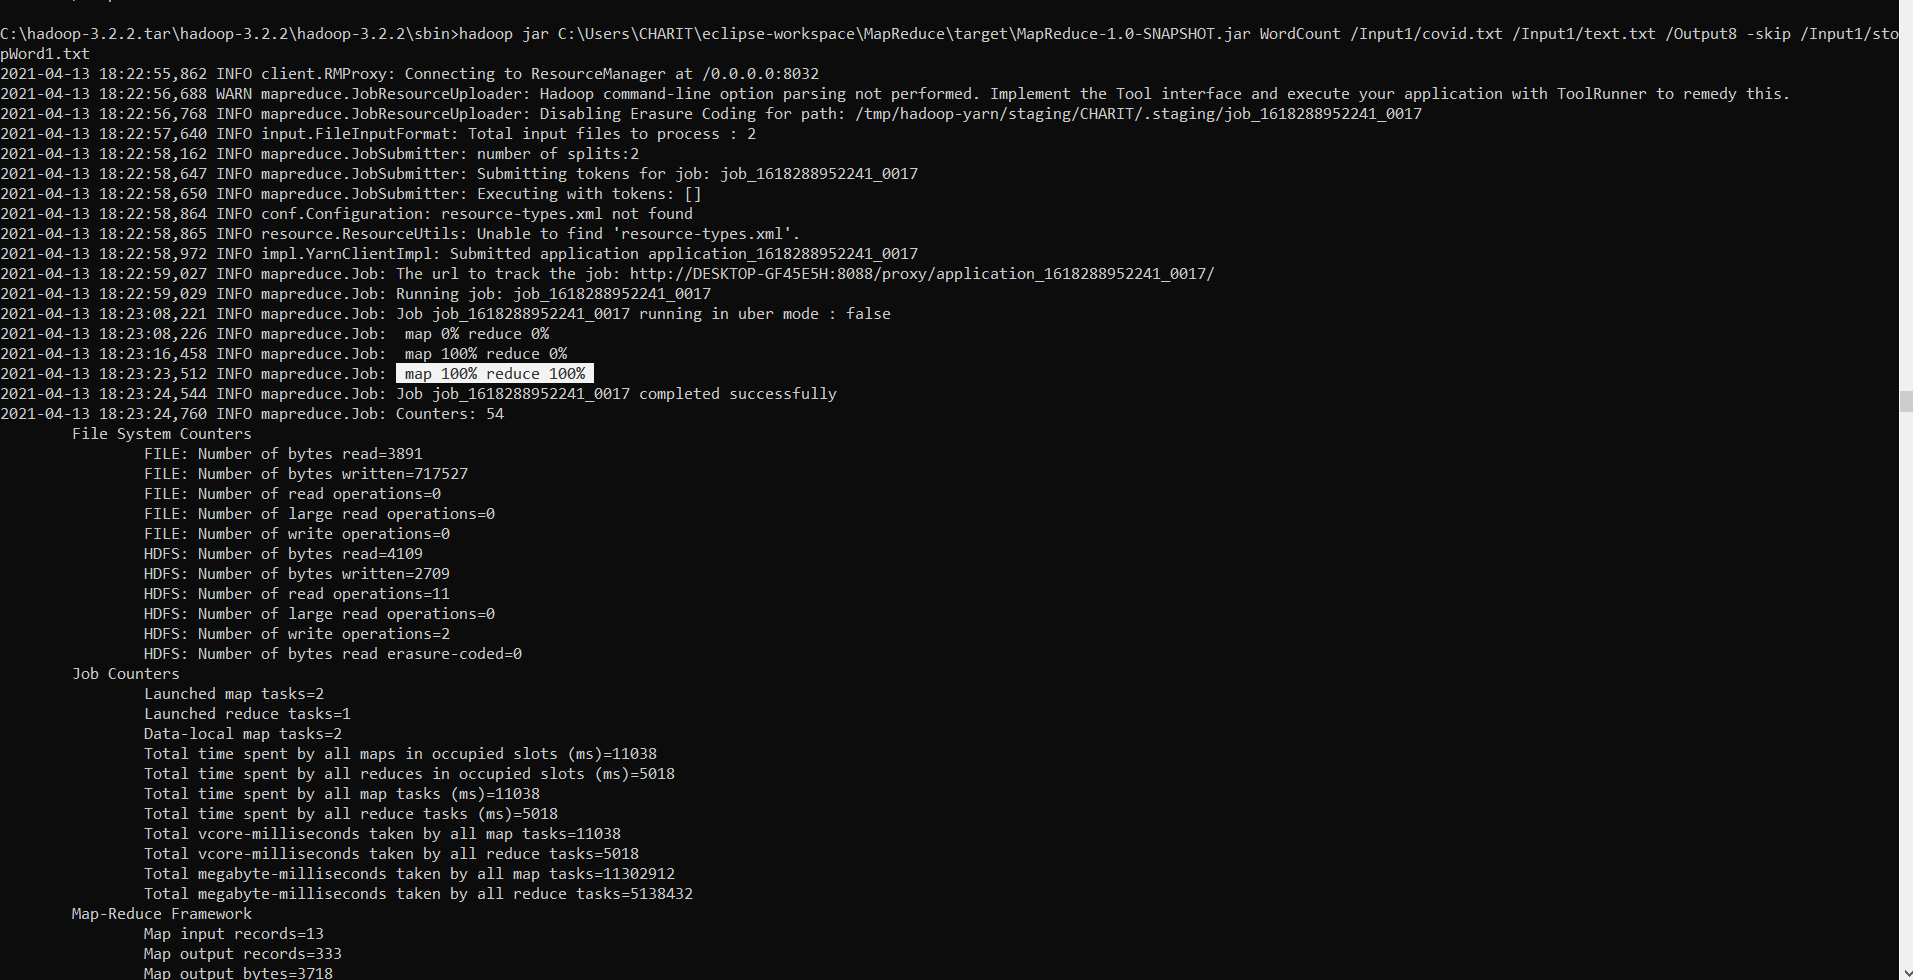 C:\hadoop-3.2.2.tar\hadoop-3.2.2\hadoop-3.2.2\sbin>hadoop jar C:\Users\CHARIT\eclipse-workspace\MapReduce\target\MapReduce-1.0-SNAPSHOT.jar WordCount /Input1/covid.txt /Input1/text.txt /Output8 -skip /Input1/sto
pWord1.txt
2021-04-13 18:22:55,862 INFO client.RMProxy: Connecting to ResourceManager at /0.0.0.0:8032
2021-04-13 18:22:56,688 WARN mapreduce.JobResourceUploader: Hadoop command-line option parsing not performed. Implement the Tool interface and execute your application with ToolRunner to remedy this.
2021-04-13 18:22:56,768 INFO mapreduce.JobResourceUploader: Disabling Erasure Coding for path: /tmp/hadoop-yarn/staging/CHARIT/.staging/job_1618288952241_0017
2021-04-13 18:22:57,640 INFO input.FileInputFormat: Total input files to process : 2
2021-04-13 18:22:58,162 INFO mapreduce.JobSubmitter: number of splits:2
2021-04-13 18:22:58,647 INFO mapreduce.JobSubmitter: Submitting tokens for job: job_1618288952241_0017
2021-04-13 18:22:58,650 INFO mapreduce.JobSubmitter: Executing with tokens: []
2021-04-13 18:22:58,864 INFO conf.Configuration: resource-types.xml not found
2021-04-13 18:22:58,865 INFO resource.ResourceUtils: Unable to find 'resource-types.xml'.
2021-04-13 18:22:58,972 INFO impl.YarnClientImpl: Submitted application application_1618288952241_0017
2021-04-13 18:22:59,027 INFO mapreduce.Job: The url to track the job: http://DESKTOP-GF45E5H:8088/proxy/application_1618288952241_0017/
2021-04-13 18:22:59,029 INFO mapreduce.Job: Running job: job_1618288952241_0017
2021-04-13 18:23:08,221 INFO mapreduce.Job: Job job_1618288952241_0017 running in uber mode : false
2021-04-13 18:23:08,226 INFO mapreduce.Job:  map 0% reduce 0%
2021-04-13 18:23:16,458 INFO mapreduce.Job:  map 100% reduce 0%
2021-04-13 18:23:23,512 INFO mapreduce.Job:  map 100% reduce 100%
2021-04-13 18:23:24,544 INFO mapreduce.Job: Job job_1618288952241_0017 completed successfully
2021-04-13 18:23:24,760 INFO mapreduce.Job: Counters: 54
File System Counters
FILE: Number of bytes read=3891
FILE: Number of bytes written=717527
FILE: Number of read operations=0
FILE: Number of large read operations=0
FILE: Number of write operations=0
HDFS: Number of bytes read=4109
HDFS: Number of bytes written=2709
HDFS: Number of read operations=11
HDFS: Number of large read operations=0
HDFS: Number of write operations=2
HDFS: Number of bytes read erasure-coded=0
Job Counters
Launched map tasks=2
Launched reduce tasks=1
Data-local map tasks=2
Total time spent by all maps in occupied slots (ms)=11038
Total time spent by all reduces in occupied slots (ms)=5018
Total time spent by all map tasks (ms)=11038
Total time spent by all reduce tasks (ms)=5018
Total vcore-milliseconds taken by all map tasks=11038
Total vcore-milliseconds taken by all reduce tasks=5018
Total megabyte-milliseconds taken by all map tasks=11302912
Total megabyte-milliseconds taken by all reduce tasks=5138432
Map-Reduce Framework
Map input records=13
Map output records=333
Map output bytes=3718